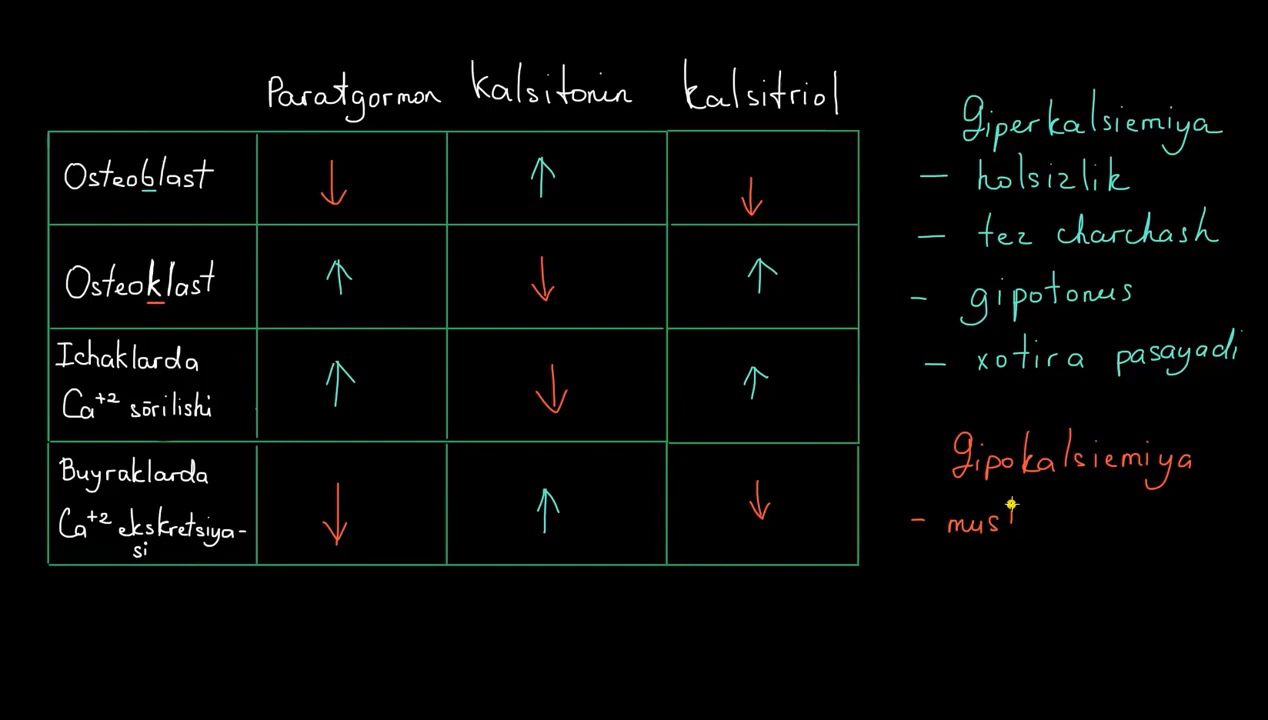 Paratgormon Kalsitonin Kalsitriol
Osteoblast ↓ ↑ ↓
Osteoklast ↑ ↓ ↑
Ichaklarda
Ca⁺² sōrilishi ↑ ↓ ↑
Buyraklarda
Ca⁺² ekskretsiya-
si ↓ ↑ ↓
Giperkalsiemiya
— holsizlik
— tez charchash
- gipotonus
— xotira pasayadi
Gipokalsiemiya
- mus